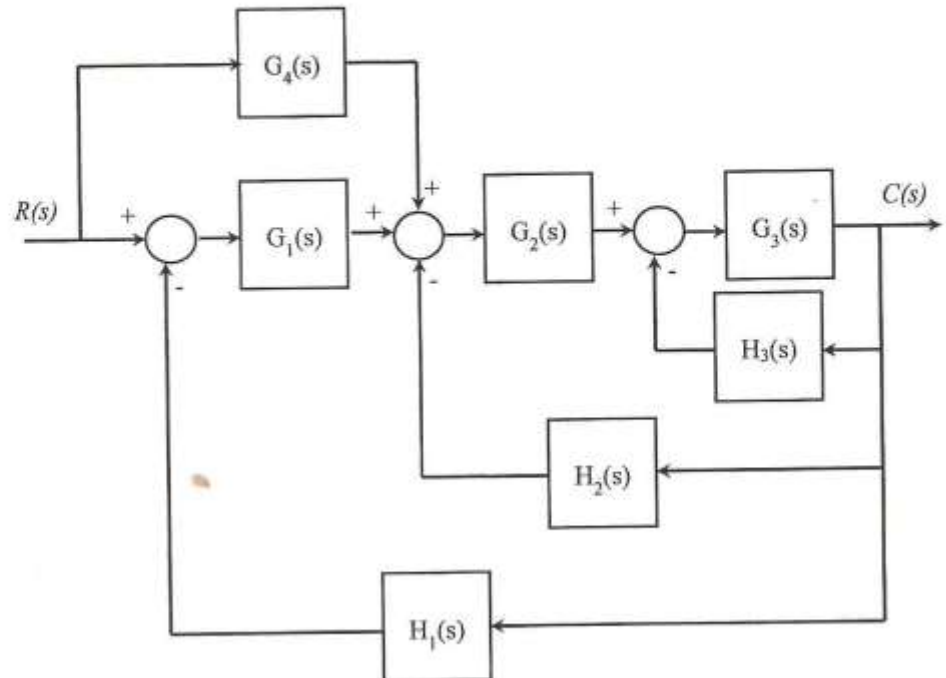 G₄(s)
R(s)
+
G₁(s)
+
+
G₂(s)
+
G₃(s)
C(s)
-
-
-
H₃(s)
H₂(s)
H₁(s)